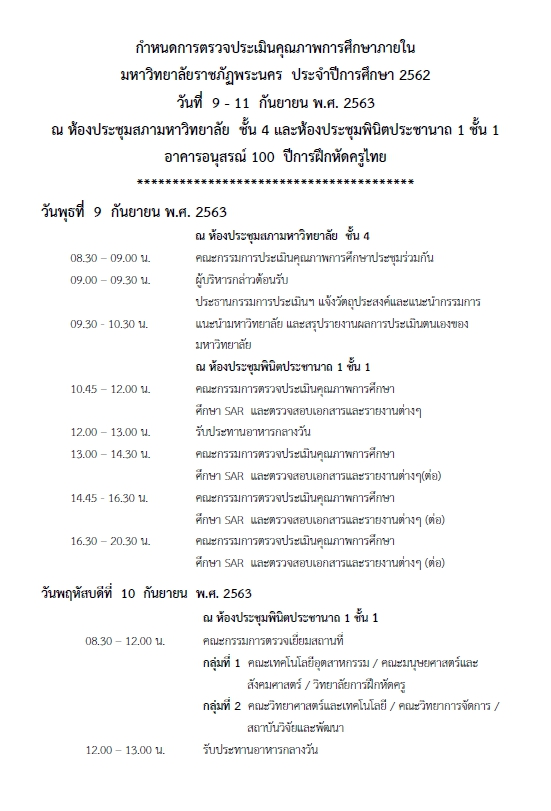 กำหนดการตรวจประเมินคุณภาพการศึกษาภายใน
มหาวิทยาลัยราชภัฏพระนคร ประจำปีการศึกษา 2562
วันที่ 9 - 11 กันยายน พ.ศ. 2563
ณ ห้องประชุมสภามหาวิทยาลัย ชั้น 4 และห้องประชุมพินิตประชานาถ 1 ชั้น 1
อาคารอนุสรณ์ 100 ปีการฝึกหัดครูไทย
***************************************
วันพุธที่ 9 กันยายน พ.ศ. 2563
ณ ห้องประชุมสภามหาวิทยาลัย ชั้น 4
08.30 – 09.00 น. คณะกรรมการประเมินคุณภาพการศึกษาประชุมร่วมกัน
09.00 – 09.30 น. ผู้บริหารกล่าวต้อนรับ
ประธานกรรมการประเมินฯ แจ้งวัตถุประสงค์และแนะนำกรรมการ
09.30 - 10.30 น. แนะนำมหาวิทยาลัย และสรุปรายงานผลการประเมินตนเองของ
มหาวิทยาลัย
ณ ห้องประชุมพินิตประชานาถ 1 ชั้น 1
10.45 – 12.00 น. คณะกรรมการตรวจประเมินคุณภาพการศึกษา
ศึกษา SAR และตรวจสอบเอกสารและรายงานต่างๆ
12.00 – 13.00 น. รับประทานอาหารกลางวัน
13.00 – 14.30 น. คณะกรรมการตรวจประเมินคุณภาพการศึกษา
ศึกษา SAR และตรวจสอบเอกสารและรายงานต่างๆ(ต่อ)
14.45 - 16.30 น. คณะกรรมการตรวจประเมินคุณภาพการศึกษา
ศึกษา SAR และตรวจสอบเอกสารและรายงานต่างๆ (ต่อ)
16.30 – 20.30 น. คณะกรรมการตรวจประเมินคุณภาพการศึกษา
ศึกษา SAR และตรวจสอบเอกสารและรายงานต่างๆ (ต่อ)
วันพฤหัสบดีที่ 10 กันยายน พ.ศ. 2563
ณ ห้องประชุมพินิตประชานาถ 1 ชั้น 1
08.30 – 12.00 น. คณะกรรมการตรวจเยี่ยมสถานที่
กลุ่มที่ 1 คณะเทคโนโลยีอุตสาหกรรม / คณะมนุษยศาสตร์และ
สังคมศาสตร์ / วิทยาลัยการฝึกหัดครู
กลุ่มที่ 2 คณะวิทยาศาสตร์และเทคโนโลยี / คณะวิทยาการจัดการ /
สถาบันวิจัยและพัฒนา
12.00 – 13.00 น. รับประทานอาหารกลางวัน